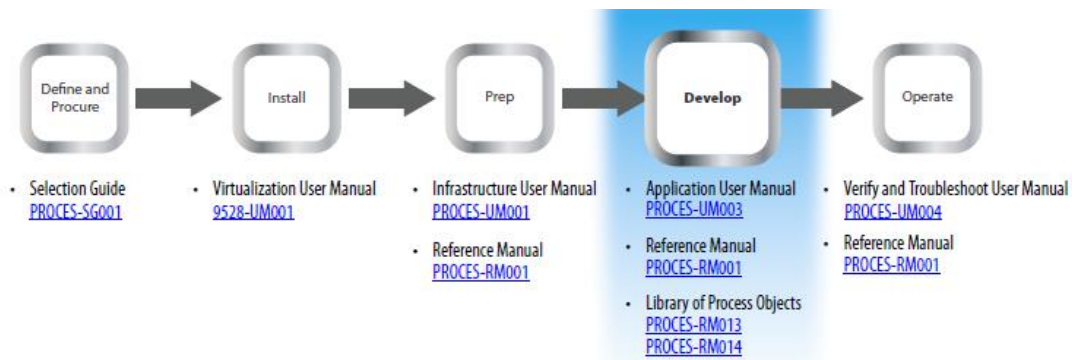 Define and
Procure
Install
Prep
Develop
Operate
• Selection Guide
PROCES-SG001
• Virtualization User Manual
9528-UM001
• Infrastructure User Manual
PROCES-UM001
• Reference Manual
PROCES-RM001
• Application User Manual
PROCES-UM003
• Reference Manual
PROCES-RM001
• Library of Process Objects
PROCES-RM013
PROCES-RM014
• Verify and Troubleshoot User Manual
PROCES-UM004
• Reference Manual
PROCES-RM001